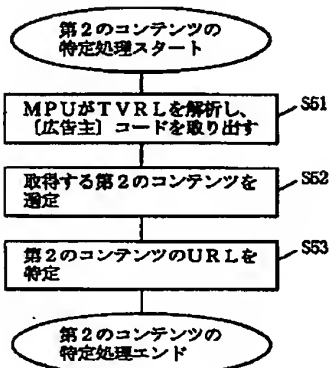 第2のコンテンツの
特定処理スタート
MPUがTVRLを解析し、
〔広告主〕コードを取り出す
S51
取得する第2のコンテンツを
選定
S52
第2のコンテンツのURLを
特定
S53
第2のコンテンツの
特定処理エンド